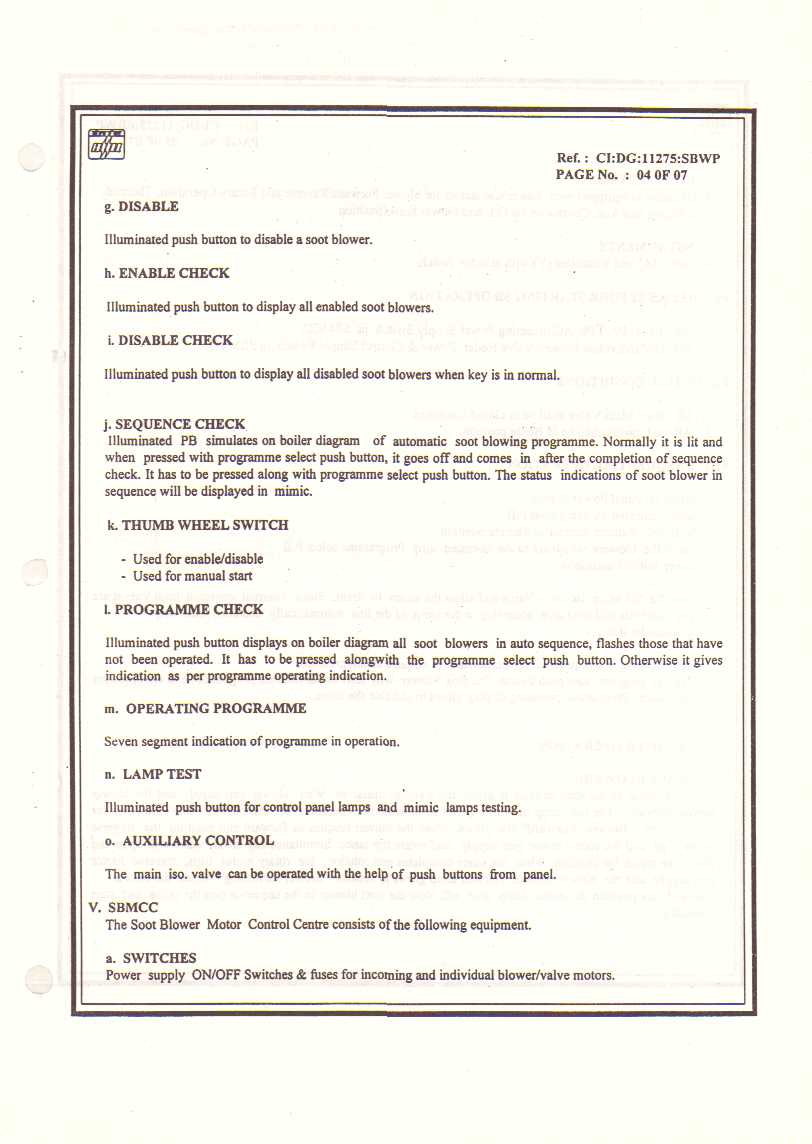 Ref. : CI:DG:11275:SBWP
PAGE No. : 04 0F 07
g. DISABLE
Illuminated push button to disable a soot blower.
h. ENABLE CHECK
Illuminated push button to display all enabled soot blowers.
i. DISABLE CHECK
Illuminated push button to display all disabled soot blowers when key is in normal.
j. SEQUENCE CHECK
Illuminated PB simulates on boiler diagram of automatic soot blowing programme. Normally it is lit and
when pressed with programme select push button, it goes off and comes in after the completion of sequence
check. It has to be pressed along with programme select push button. The status indications of soot blower in
sequence will be displayed in mimic.
k. THUMB WHEEL SWITCH
- Used for enable/disable
- Used for manual start
l. PROGRAMME CHECK
Illuminated push button displays on boiler diagram all soot blowers in auto sequence, flashes those that have
not been operated. It has to be pressed alongwith the programme select push button. Otherwise it gives
indication as per programme operating indication.
m. OPERATING PROGRAMME
Seven segment indication of programme in operation.
n. LAMP TEST
Illuminated push button for control panel lamps and mimic lamps testing.
o. AUXILIARY CONTROL
The main iso. valve can be operated with the help of push buttons from panel.
V. SBMCC
The Soot Blower Motor Control Centre consists of the following equipment.
a. SWITCHES
Power supply ON/OFF Switches & fuses for incoming and individual blower/valve motors.